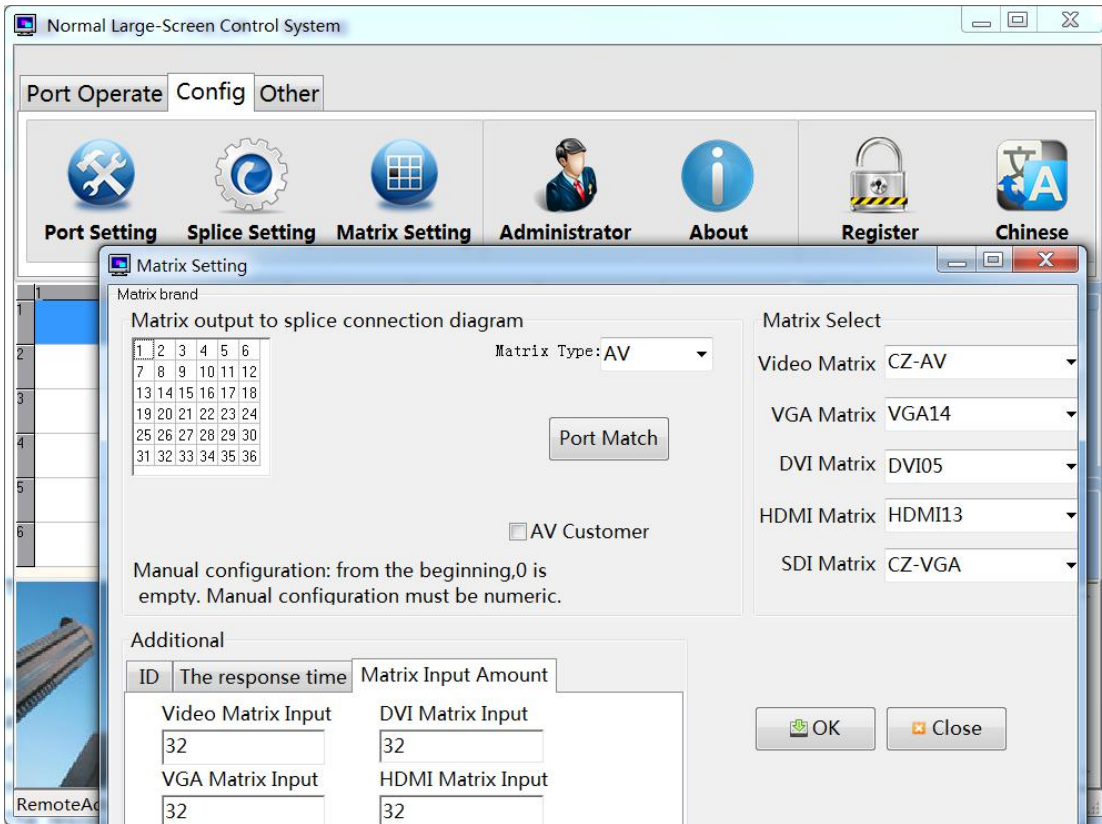 Normal Large-Screen Control System
Port Operate Config Other
Port Setting Splice Setting Matrix Setting Administrator About Register Chinese
Matrix Setting
Matrix brand
Matrix output to splice connection diagram
Matrix Type: AV
1 2 3 4 5 6
7 8 9 10 11 12
13 14 15 16 17 18
19 20 21 22 23 24
25 26 27 28 29 30
31 32 33 34 35 36
Port Match
AV Customer
Manual configuration: from the beginning,0 is
empty. Manual configuration must be numeric.
Matrix Select
Video Matrix CZ-AV
VGA Matrix VGA14
DVI Matrix DVI05
HDMI Matrix HDMI13
SDI Matrix CZ-VGA
Additional
ID The response time Matrix Input Amount
Video Matrix Input DVI Matrix Input
32 32
VGA Matrix Input HDMI Matrix Input
32 32
OK Close
1
1
2
3
4
5
6